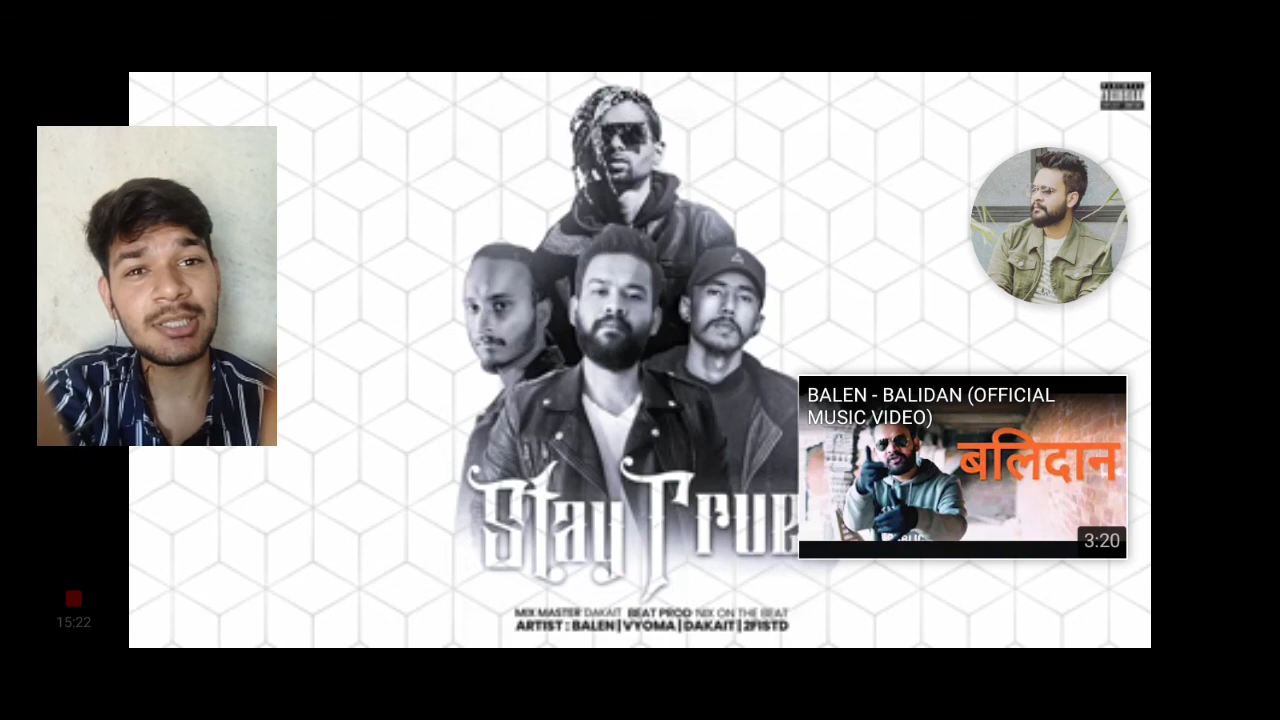 BALEN - BALIDAN (OFFICIAL
MUSIC VIDEO)
बलिदान
3:20
Stay True
MIX MASTER DAKAIT BEAT PROD NIX ON THE BEAT
ARTIST : BALEN | VYOMA | DAKAIT | 2FISTD
15:22